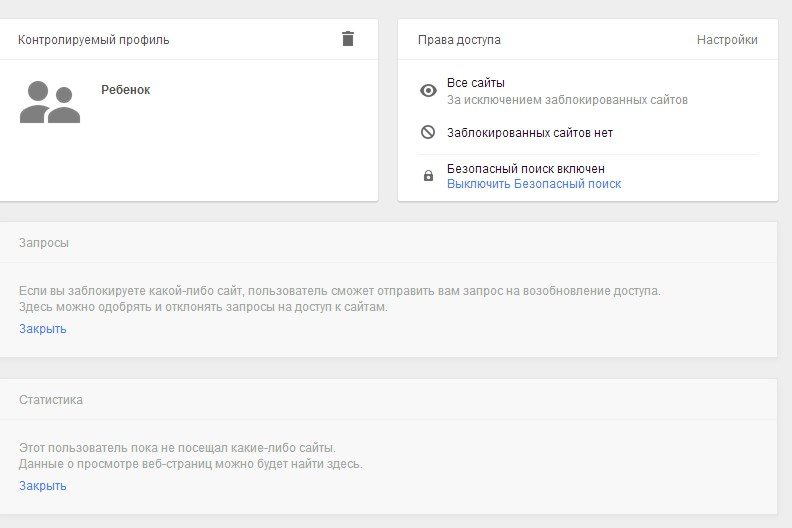 Контролируемый профиль
Ребенок
Права доступа
Настройки
Все сайты
За исключением заблокированных сайтов
Заблокированных сайтов нет
Безопасный поиск включен
Выключить Безопасный поиск
Запросы
Если вы заблокируете какой-либо сайт, пользователь сможет отправить вам запрос на возобновление доступа.
Здесь можно одобрять и отклонять запросы на доступ к сайтам.
Закрыть
Статистика
Этот пользователь пока не посещал какие-либо сайты.
Данные о просмотре веб-страниц можно будет найти здесь.
Закрыть